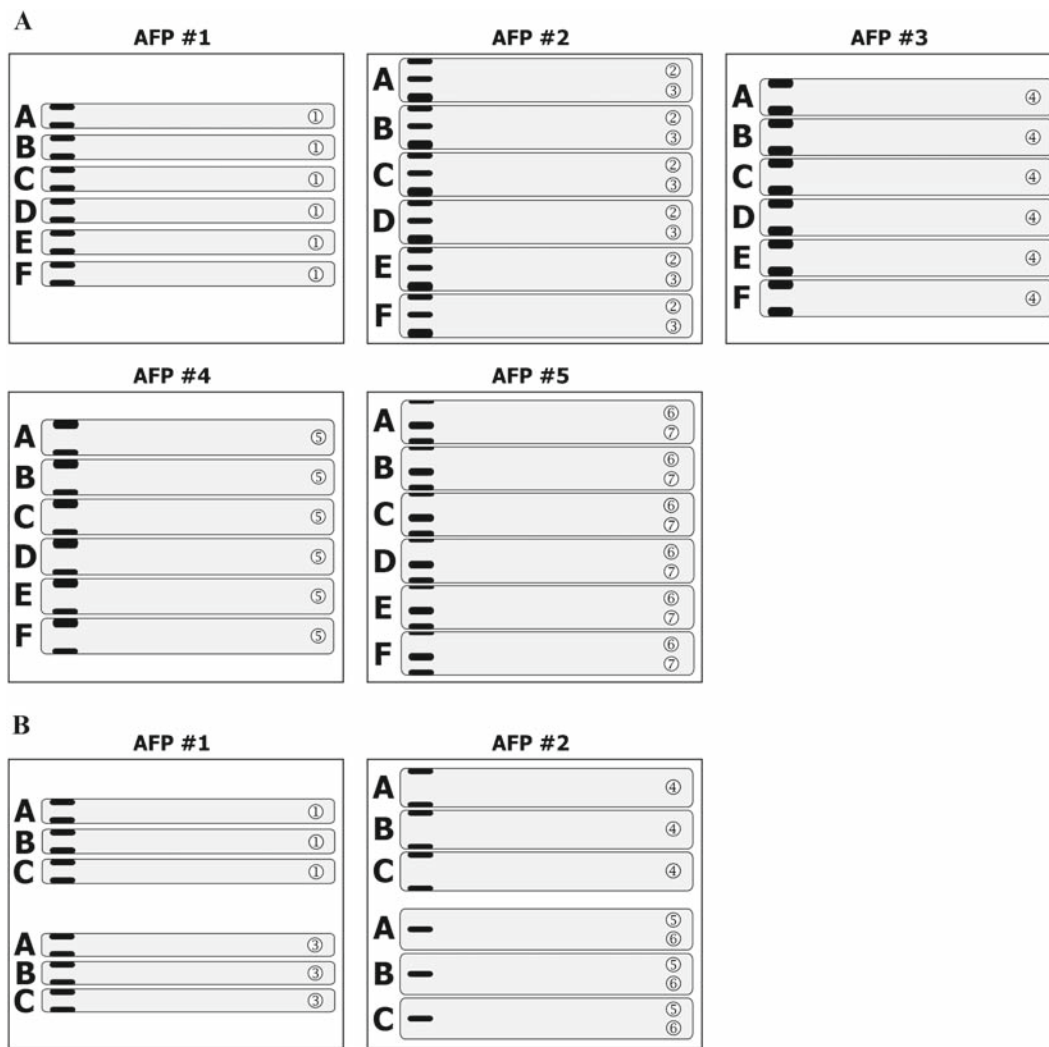 A
AFP #1
A ①
B ①
C ①
D ①
E ①
F ①
AFP #2
A ② ③
B ② ③
C ② ③
D ② ③
E ② ③
F ② ③
AFP #3
A ④
B ④
C ④
D ④
E ④
F ④
AFP #4
A ⑤
B ⑤
C ⑤
D ⑤
E ⑤
F ⑤
AFP #5
A ⑥ ⑦
B ⑥ ⑦
C ⑥ ⑦
D ⑥ ⑦
E ⑥ ⑦
F ⑥ ⑦
B
AFP #1
A ①
B ①
C ①
A ③
B ③
C ③
AFP #2
A ④
B ④
C ④
A ⑤ ⑥
B ⑤ ⑥
C ⑤ ⑥